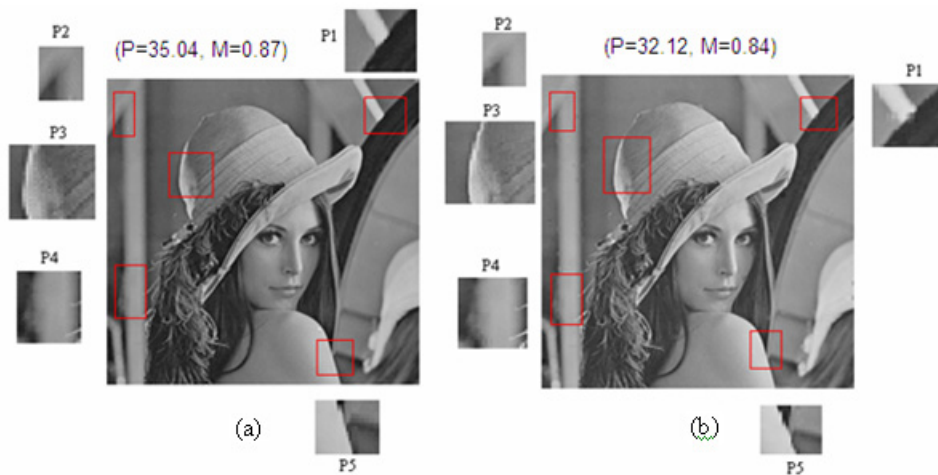 P2
(P=35.04, M=0.87)
P1
P3
P4
(a)
P5
P2
(P=32.12, M=0.84)
P1
P3
P4
(b)
P5